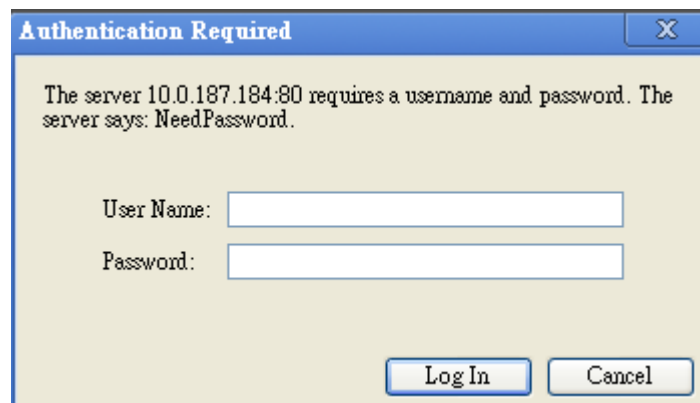 Authentication Required
The server 10.0.187.184:80 requires a username and password. The
server says: NeedPassword.
User Name:
Password:
Log In
Cancel